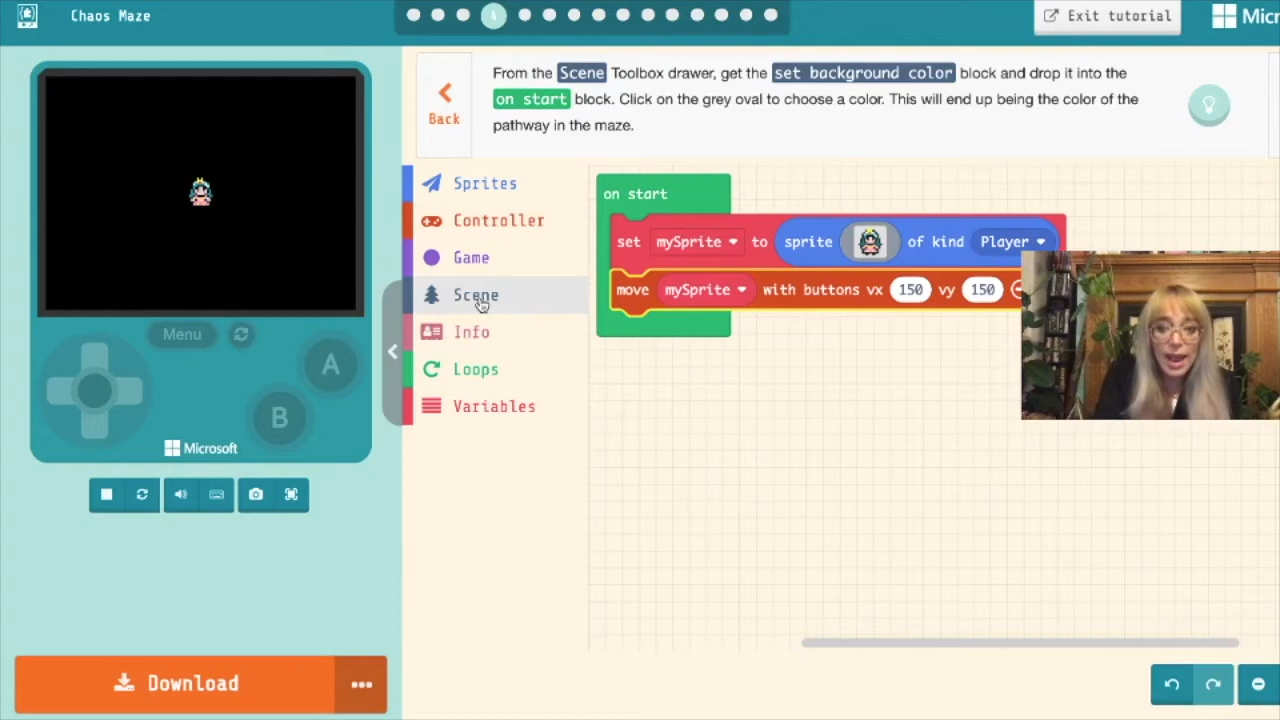 Chaos Maze
4
Exit tutorial
Back
From the Scene Toolbox drawer, get the set background color block and drop it into the
on start block. Click on the grey oval to choose a color. This will end up being the color of the
pathway in the maze.
Sprites
Controller
Game
Scene
Info
Loops
Variables
on start
set mySprite to sprite of kind Player
move mySprite with buttons vx 150 vy 150
Menu
A
B
Microsoft
Download